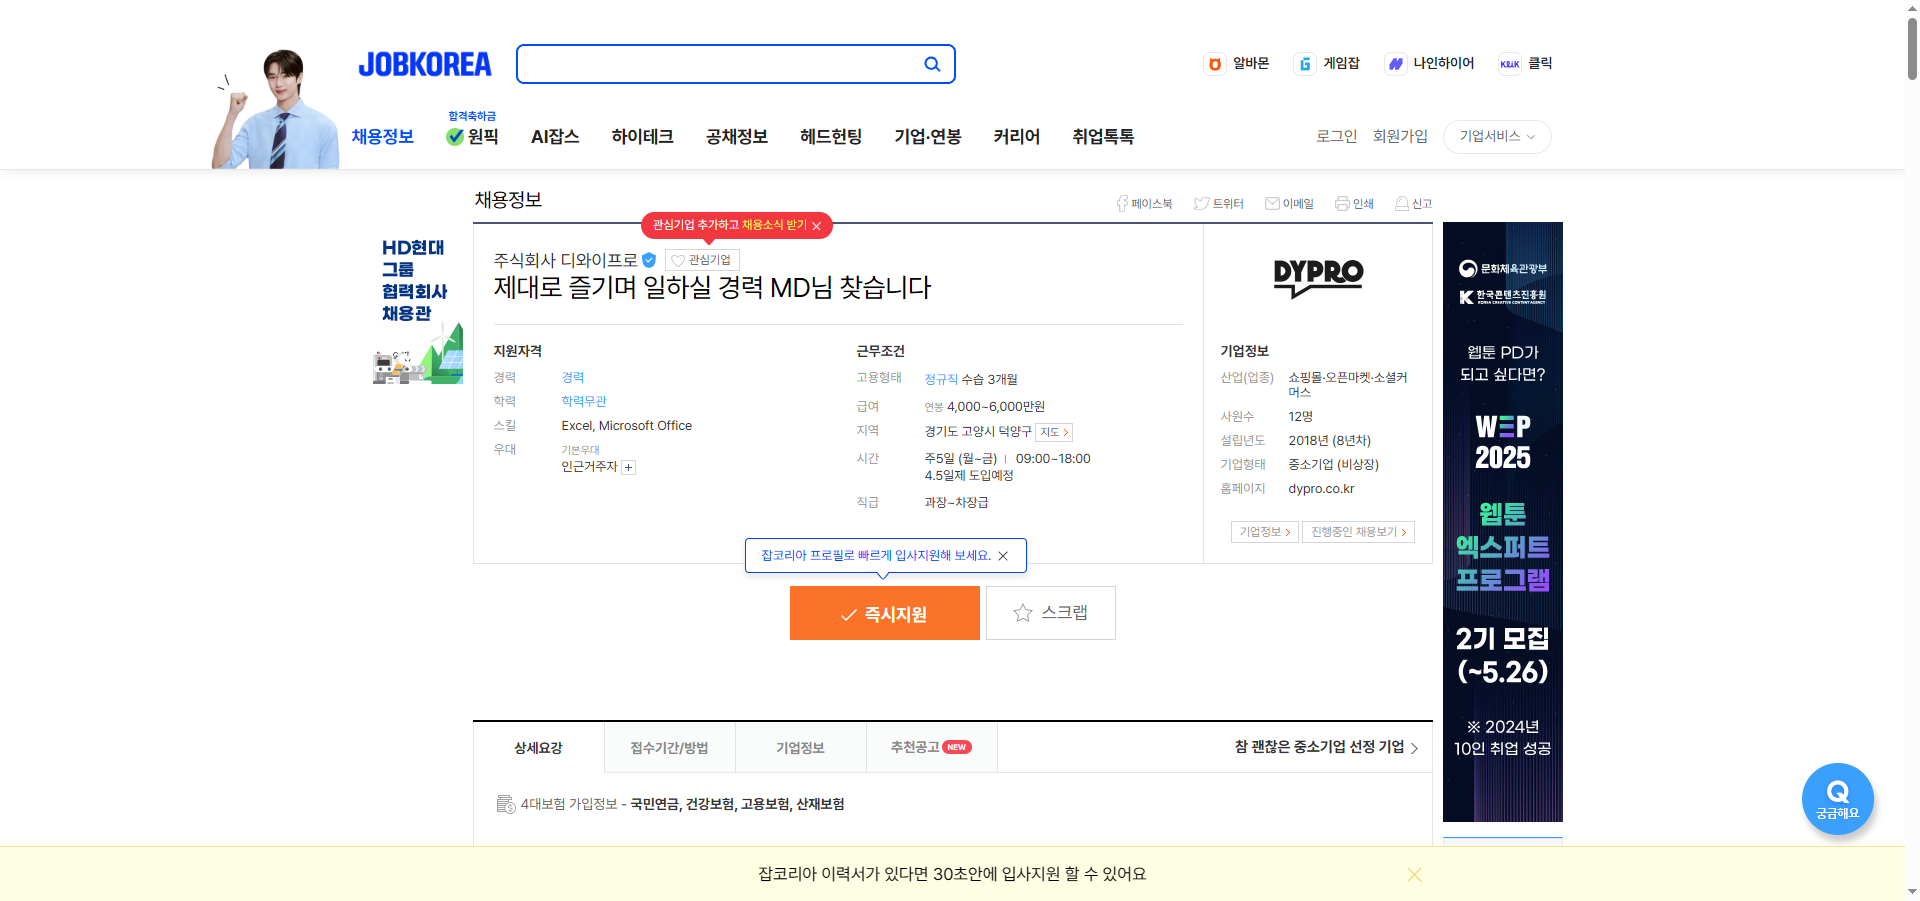 JOBKOREA
알바몬
게임잡
나인하이어
KLIK 클릭
채용정보
합격축하금
원픽
AI잡스
하이테크
공채정보
헤드헌팅
기업·연봉
커리어
취업톡톡
로그인
회원가입
기업서비스
채용정보
페이스북
트위터
이메일
인쇄
신고
관심기업 추가하고 채용소식 받기
주식회사 디와이프로
관심기업
제대로 즐기며 일하실 경력 MD님 찾습니다
지원자격
경력 경력
학력 학력무관
스킬 Excel, Microsoft Office
우대 기본우대
인근거주자 +
근무조건
고용형태 정규직 수습 3개월
급여 연봉 4,000~6,000만원
지역 경기도 고양시 덕양구 지도
시간 주5일 (월~금) 09:00~18:00
4.5일제 도입예정
직급 과장~차장급
DYPRO
기업정보
산업(업종) 쇼핑몰·오픈마켓·소셜커
머스
사원수 12명
설립년도 2018년 (8년차)
기업형태 중소기업 (비상장)
홈페이지 dypro.co.kr
기업정보
진행중인 채용보기
잡코리아 프로필로 빠르게 입사지원해 보세요.
즉시지원
스크랩
상세요강
접수기간/방법
기업정보
추천공고 NEW
참 괜찮은 중소기업 선정 기업
4대보험 가입정보 - 국민연금, 건강보험, 고용보험, 산재보험
HD현대
그룹
협력회사
채용관
문화체육관광부
한국콘텐츠진흥원
KOREA CREATIVE CONTENT AGENCY
웹툰 PD가
되고 싶다면?
WEP
2025
웹툰
엑스퍼트
프로그램
2기 모집
(~5.26)
※ 2024년
10인 취업 성공
Q
궁금해요
잡코리아 이력서가 있다면 30초안에 입사지원 할 수 있어요